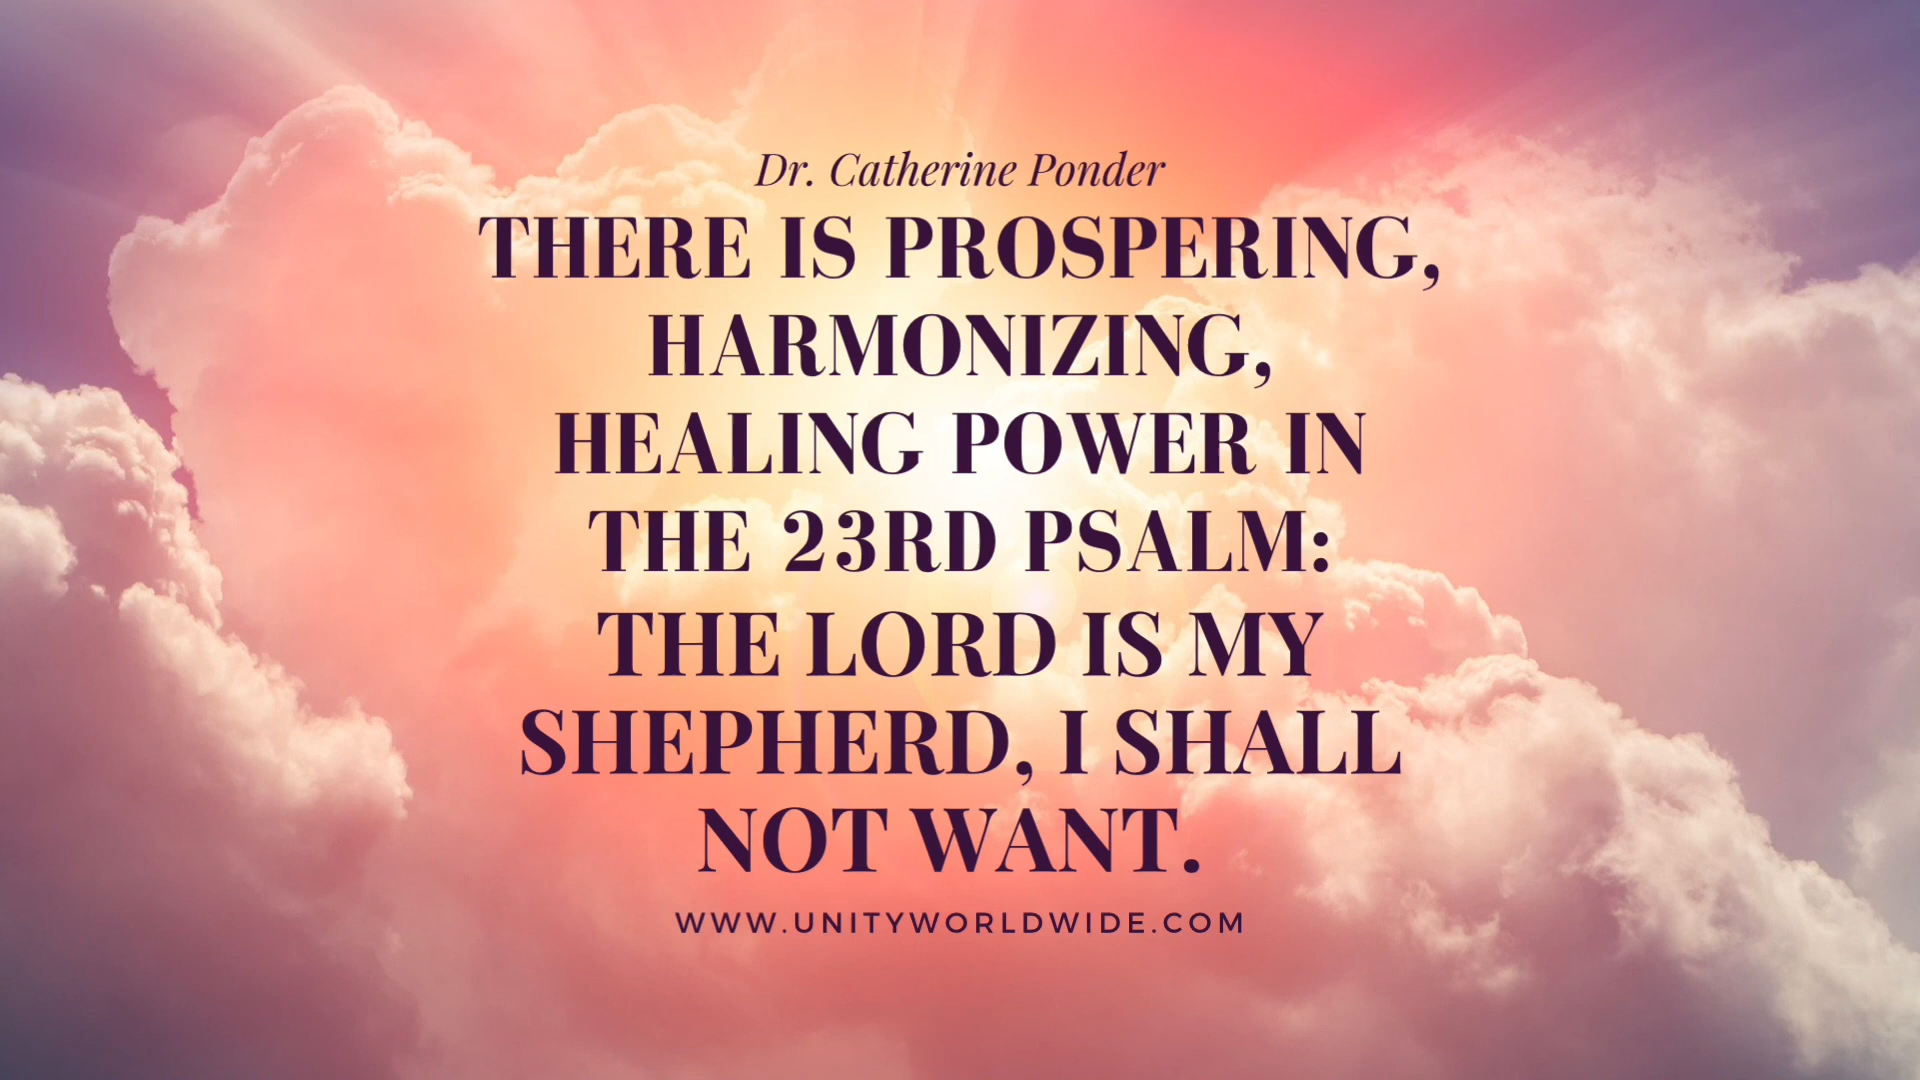 Dr. Catherine Ponder
THERE IS PROSPERING,
HARMONIZING,
HEALING POWER IN
THE 23RD PSALM:
THE LORD IS MY
SHEPHERD, I SHALL
NOT WANT.
WWW.UNITYWORLDWIDE.COM